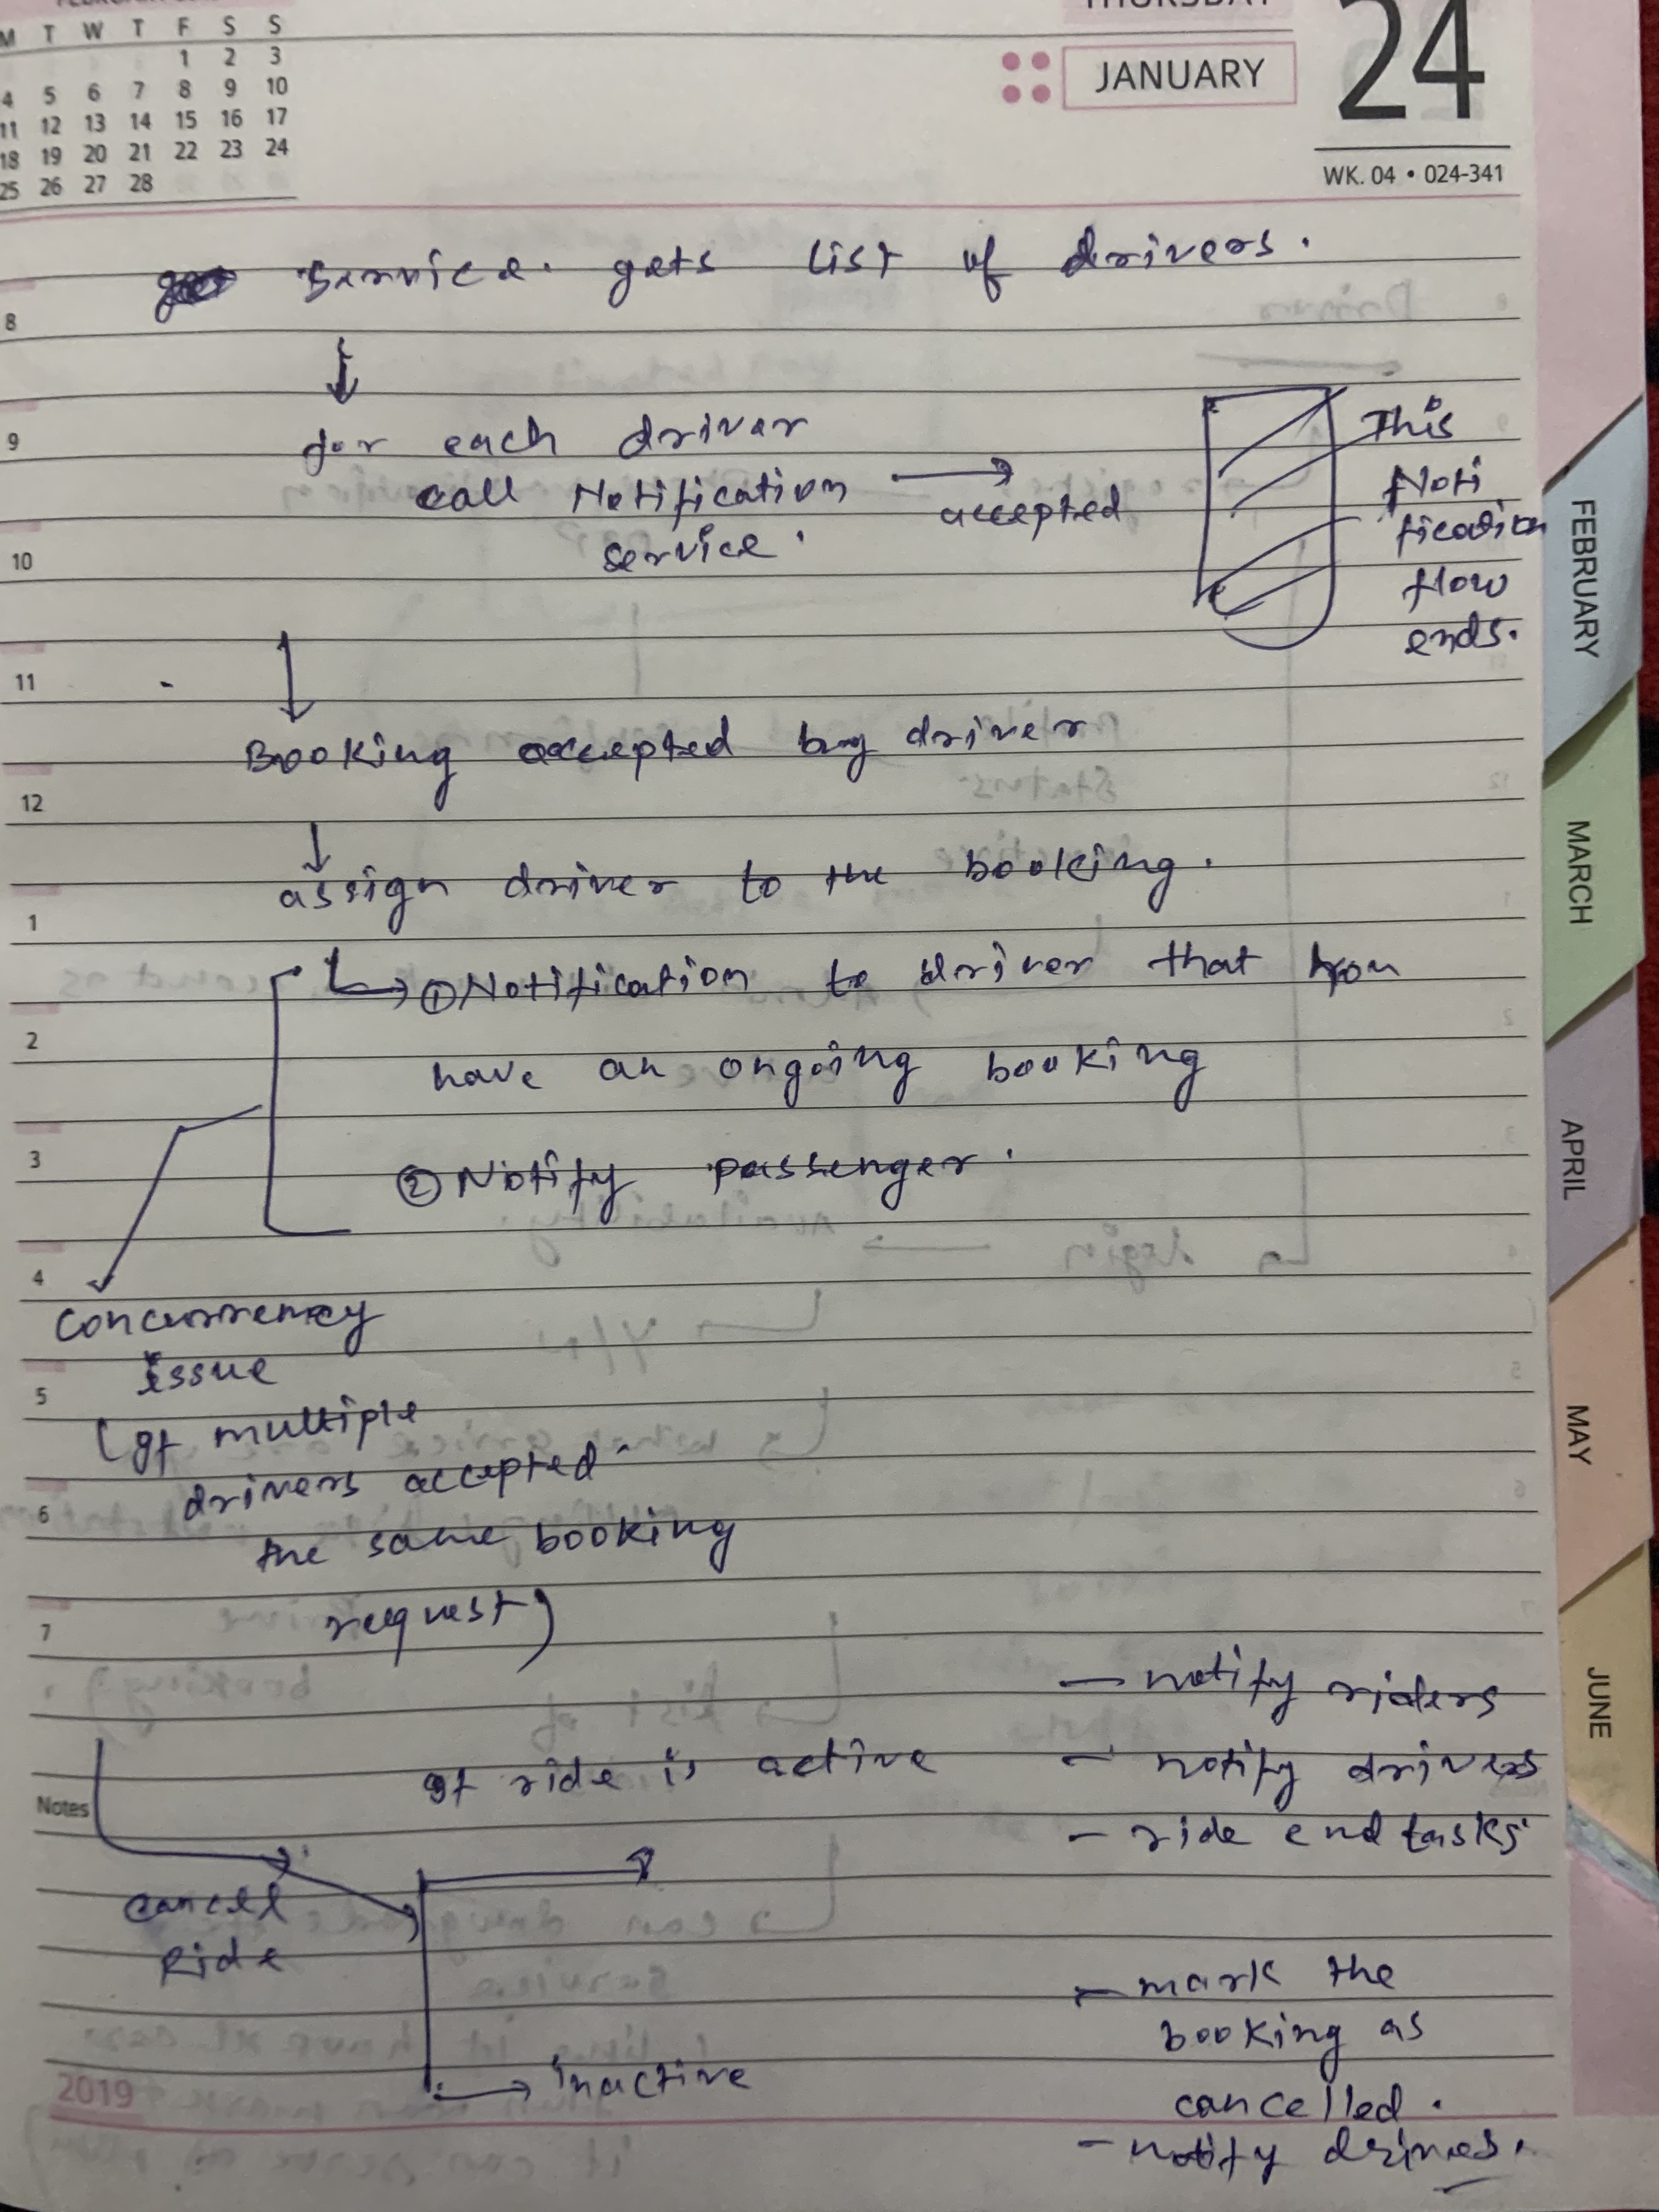 M T W T F S S
1 2 3
4 5 6 7 8 9 10
11 12 13 14 15 16 17
18 19 20 21 22 23 24
25 26 27 28
THURSDAY
JANUARY
24
WK. 04 • 024-341
service. gets list of drivers.
8
for each driver
9
call Notification
service.
accepted
This
Noti
fication
flow
ends.
10
11
Booking accepted by driver
12
assign driver to the booking.
1
① Notification to driver that you
2
have an ongoing booking
3
② Notify passenger.
4
concurrency
issue
5
(If multiple
drivers accepted
6
the same booking
request)
7
- notify riders
If ride is active
- notify drivers
Notes
- ride end tasks
cancel
Ride
- mark the
booking as
cancelled.
inactive
- notify drivers.
2019
FEBRUARY
MARCH
APRIL
MAY
JUNE